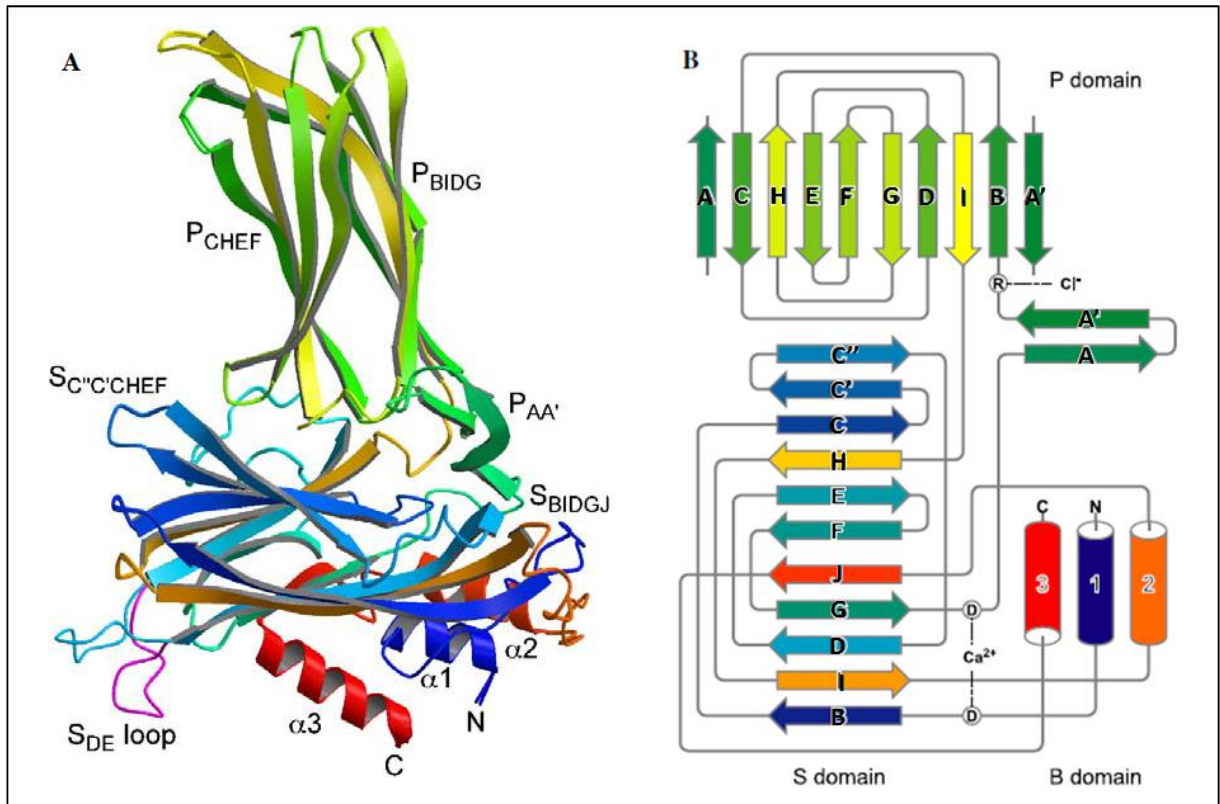 A
P_BIDG
P_CHEF
S_C''C'CHEF
P_AA'
S_BIDGJ
α2
α1
S_DE loop
α3
N
C
B
P domain
A C H E F G D I B A'
R Cl-
A'
A
C''
C'
C
H
E
F
J
G D
D
Ca2+
I
B D
C N
3 1 2
S domain B domain